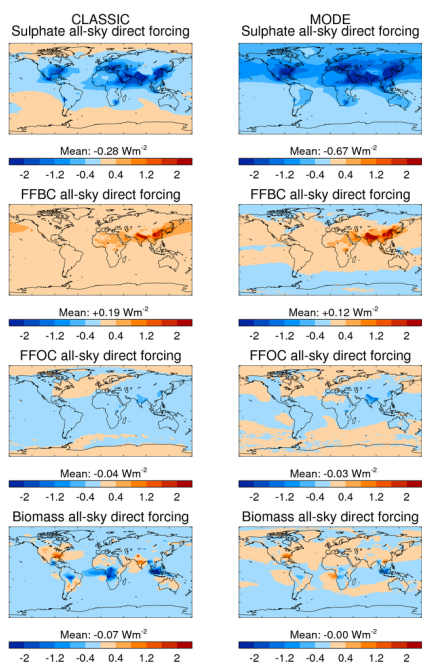 CLASSIC
Sulphate all-sky direct forcing
Mean: -0.28 Wm-2
-2 -1.2 -0.4 0.4 1.2 2
MODE
Sulphate all-sky direct forcing
Mean: -0.67 Wm-2
-2 -1.2 -0.4 0.4 1.2 2
FFBC all-sky direct forcing
Mean: +0.19 Wm-2
-2 -1.2 -0.4 0.4 1.2 2
FFBC all-sky direct forcing
Mean: +0.12 Wm-2
-2 -1.2 -0.4 0.4 1.2 2
FFOC all-sky direct forcing
Mean: -0.04 Wm-2
-2 -1.2 -0.4 0.4 1.2 2
FFOC all-sky direct forcing
Mean: -0.03 Wm-2
-2 -1.2 -0.4 0.4 1.2 2
Biomass all-sky direct forcing
Mean: -0.07 Wm-2
-2 -1.2 -0.4 0.4 1.2 2
Biomass all-sky direct forcing
Mean: -0.00 Wm-2
-2 -1.2 -0.4 0.4 1.2 2